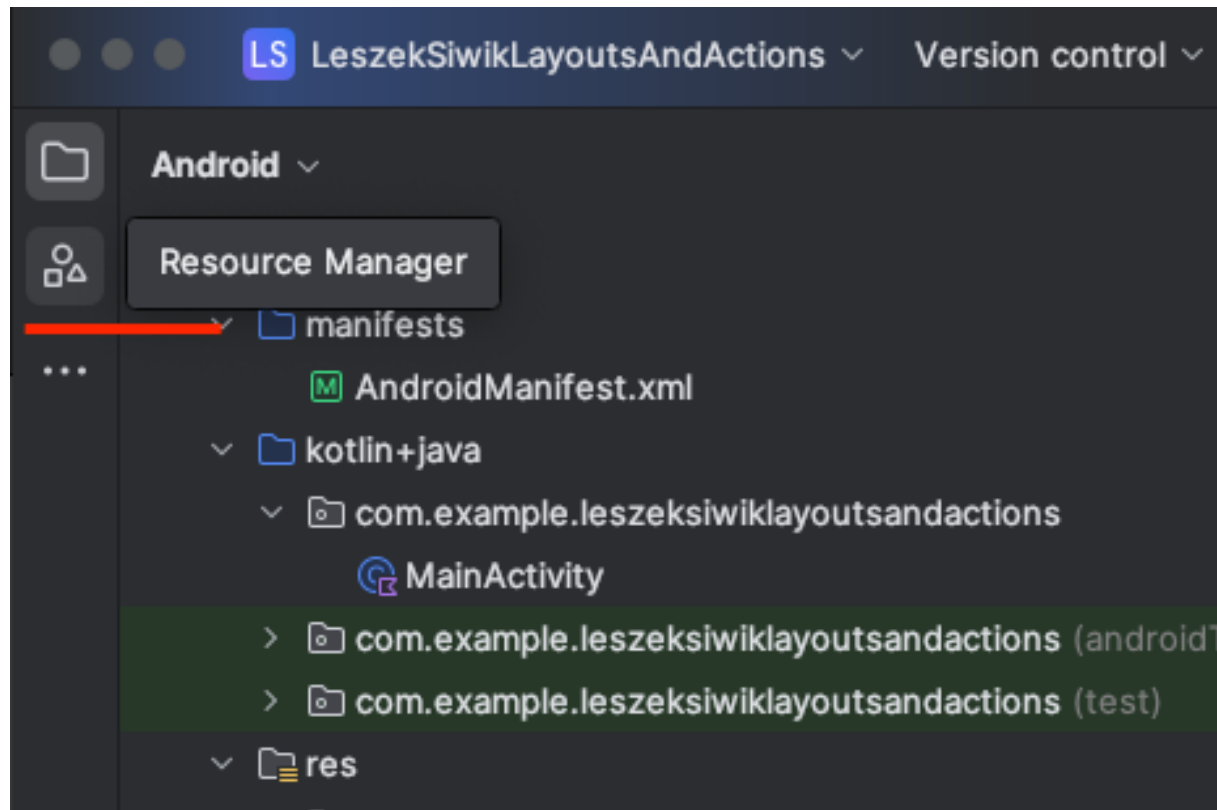 LS LeszekSiwikLayoutsAndActions Version control
Android
Resource Manager
manifests
M AndroidManifest.xml
kotlin+java
com.example.leszeksiwiklayoutsandactions
MainActivity
com.example.leszeksiwiklayoutsandactions (androidT
com.example.leszeksiwiklayoutsandactions (test)
res